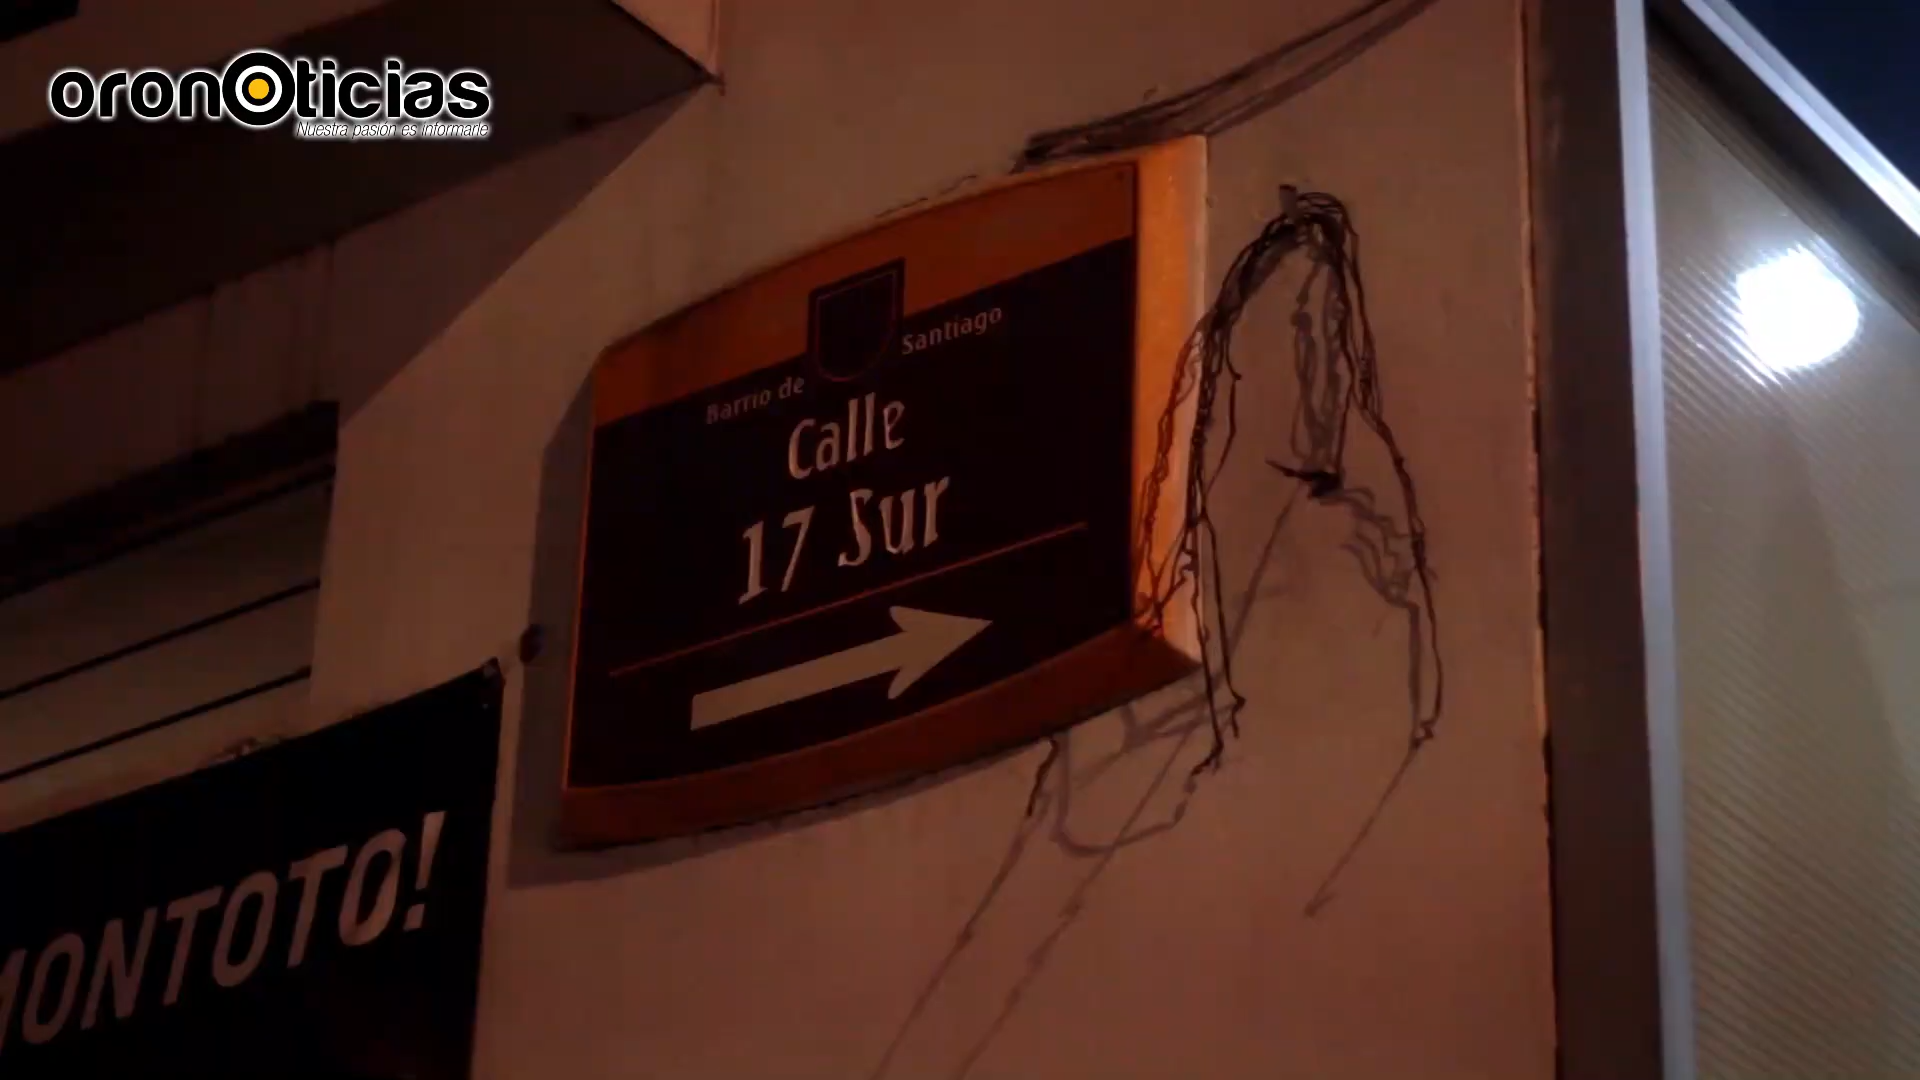 oronOticias
Nuestra pasión es informarle
Barrio de Santiago
Calle
17 Sur
MONTOTO!